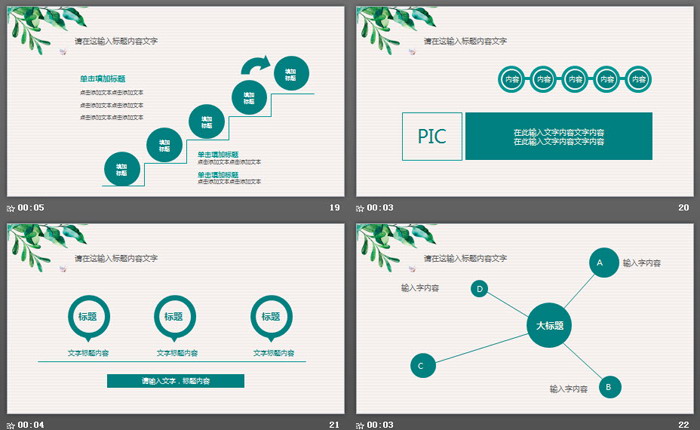 请在这输入标题内容文字
单击填加标题
点击添加文本点击添加文本
点击添加文本点击添加文本
点击添加文本点击添加文本
填加
标题
填加
标题
填加
标题
填加
标题
填加
标题
单击填加标题
点击添加文本点击添加文本
单击填加标题
点击添加文本点击添加文本
00:05
19
请在这输入标题内容文字
内容
内容
内容
内容
内容
PIC
在此输入文字内容文字内容
在此输入文字内容文字内容
00:03
20
请在这输入标题内容文字
标题
标题
标题
文字标题内容
文字标题内容
文字标题内容
请输入文字，标题内容
00:04
21
请在这输入标题内容文字
A
输入字内容
输入字内容
D
大标题
C
输入字内容
B
00:03
22